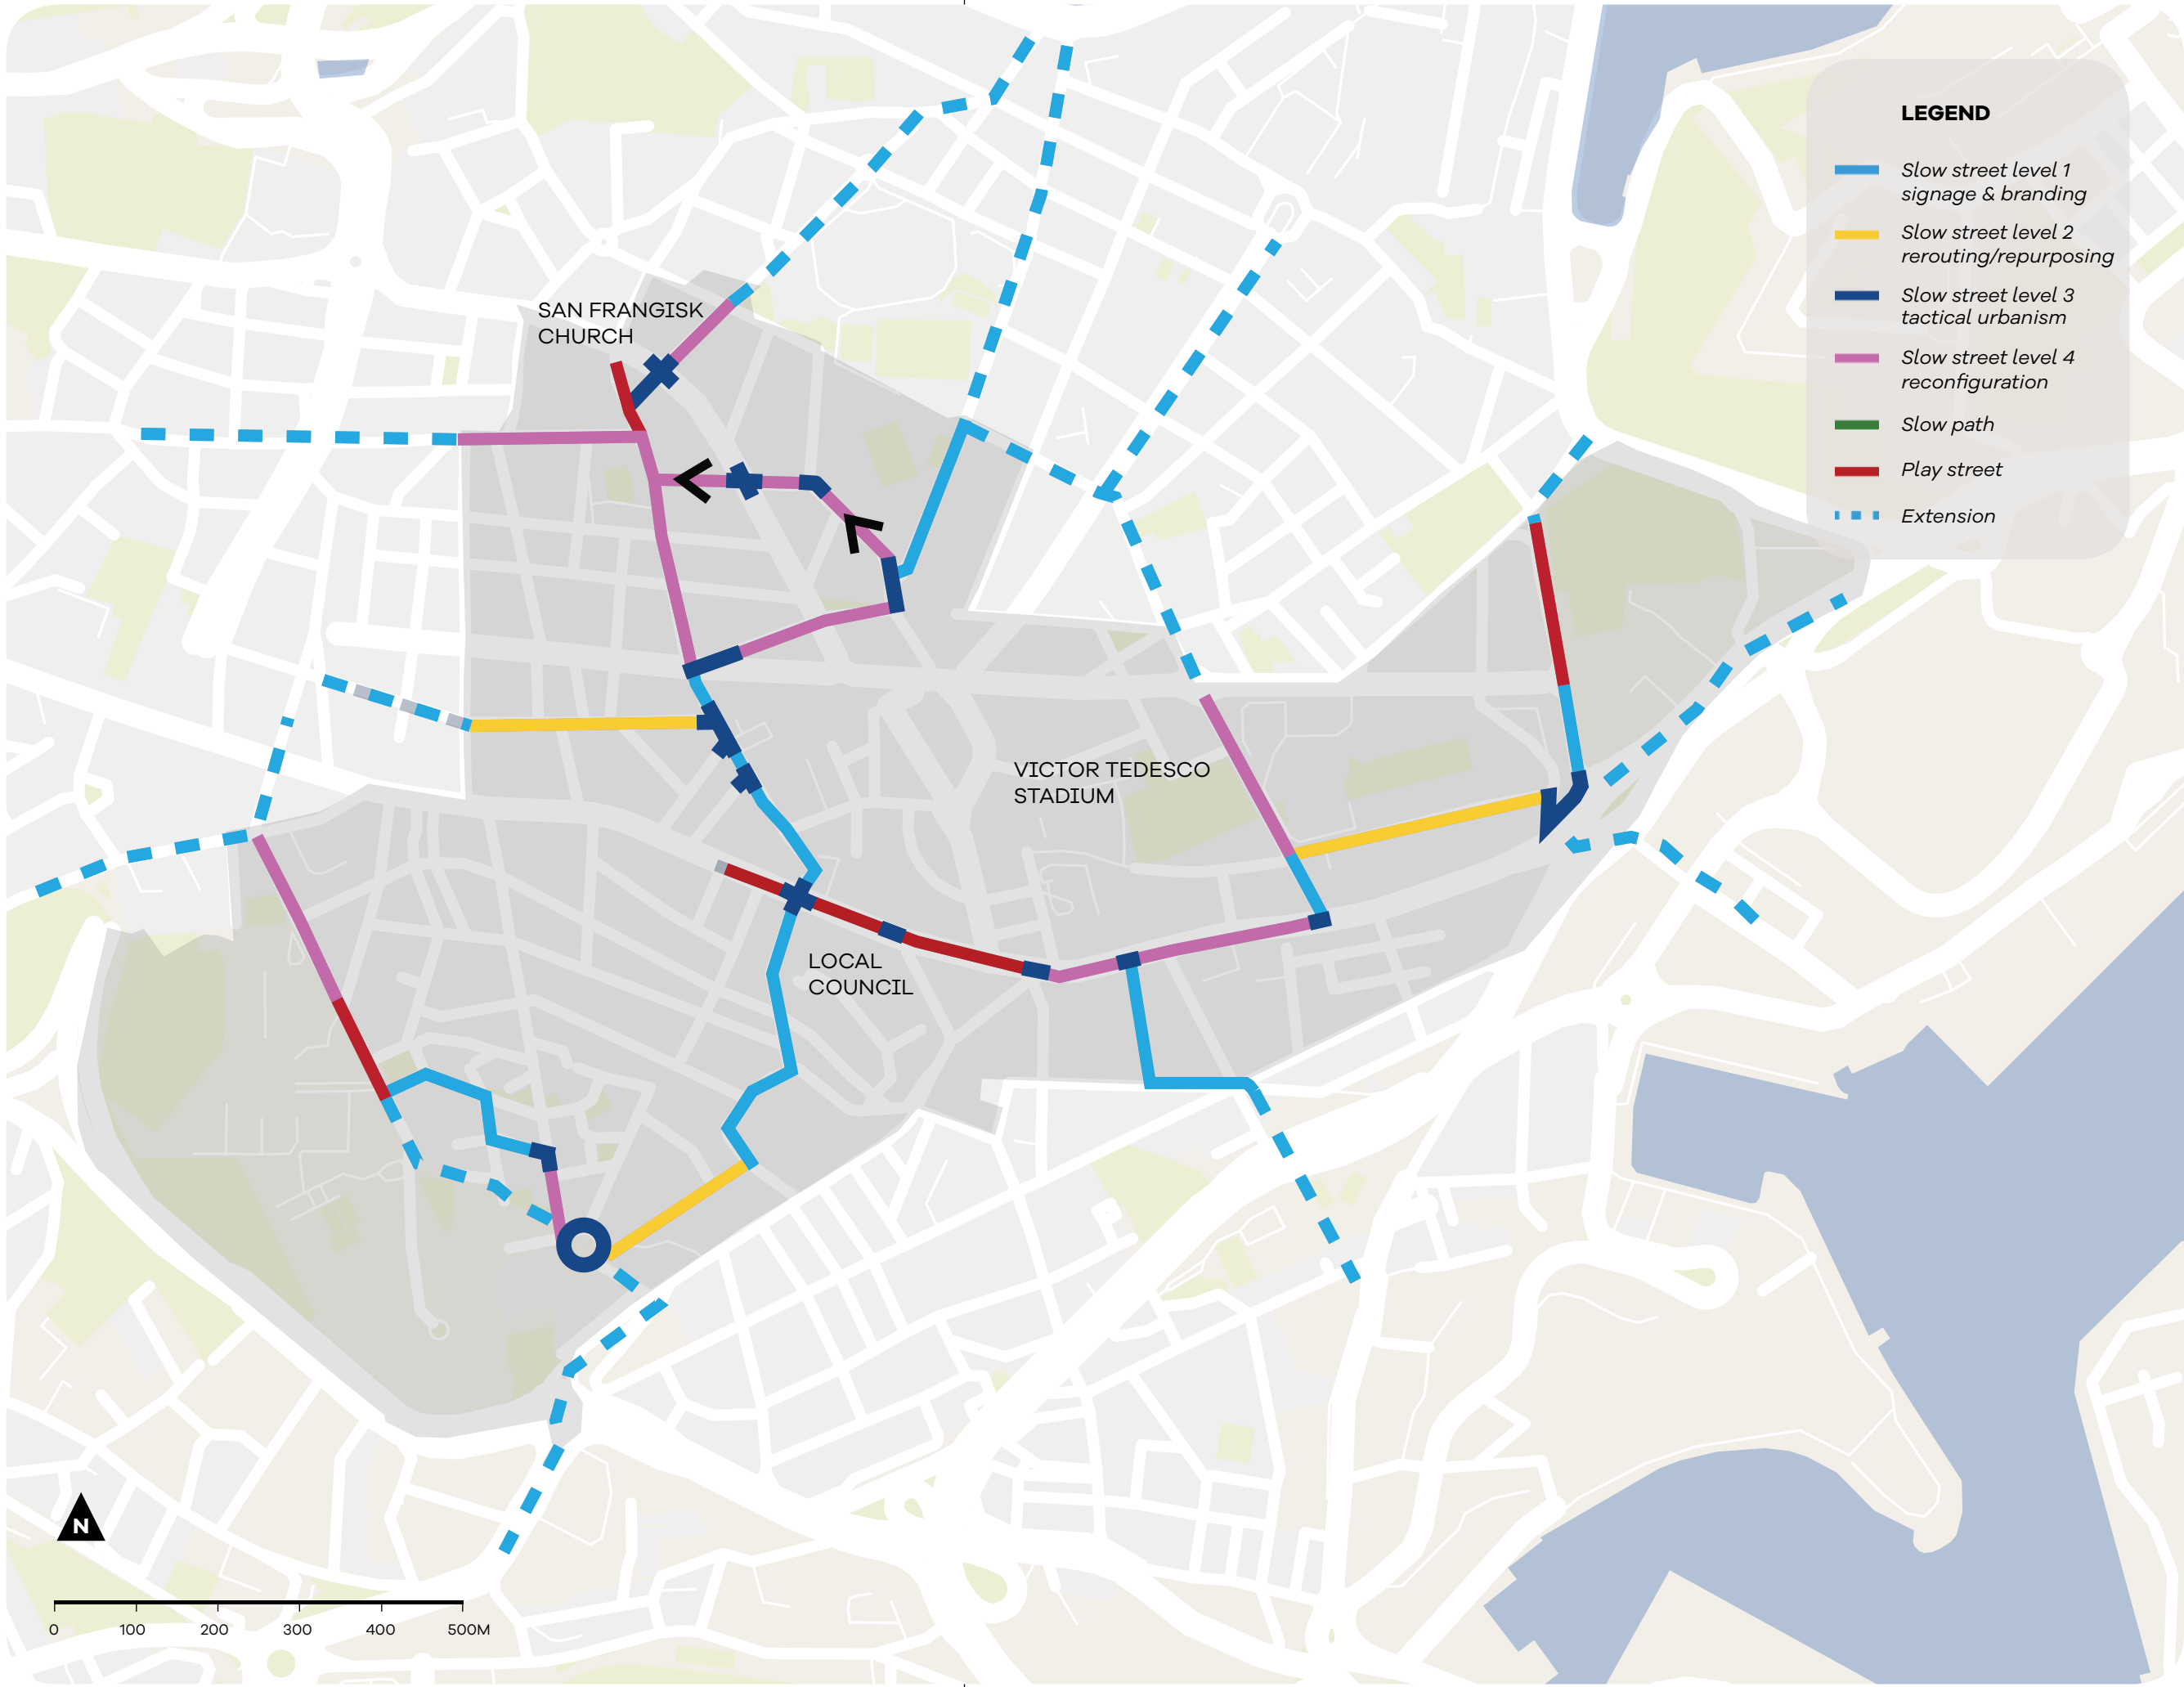 LEGEND
Slow street level 1
signage & branding
Slow street level 2
rerouting/repurposing
Slow street level 3
tactical urbanism
Slow street level 4
reconfiguration
Slow path
Play street
Extension
SAN FRANGISK
CHURCH
VICTOR TEDESCO
STADIUM
LOCAL
COUNCIL
N
0 100 200 300 400 500M